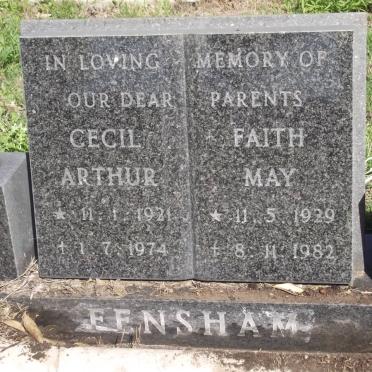 IN LOVING MEMORY OF
OUR DEAR PARENTS
CECIL
ARTHUR
★ 11.1.1921
† 1.7.1974
FAITH
MAY
★ 11.5.1929
† 8.11.1982
FENSHAM